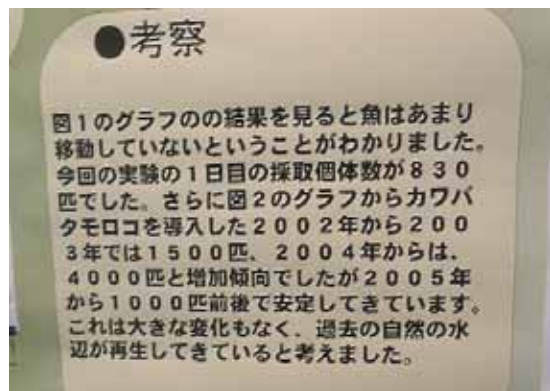 ●考察
図1のグラフのの結果を見ると魚はあまり
移動していないということがわかりました。
今回の実験の1日目の採取個体数が830
匹でした。さらに図2のグラフからカワバ
タモロコを導入した2002年から200
3年では1500匹、2004年からは、
4000匹と増加傾向でしたが2005年
から1000匹前後で安定してきています。
これは大きな変化もなく、過去の自然の水
辺が再生してきていると考えました。